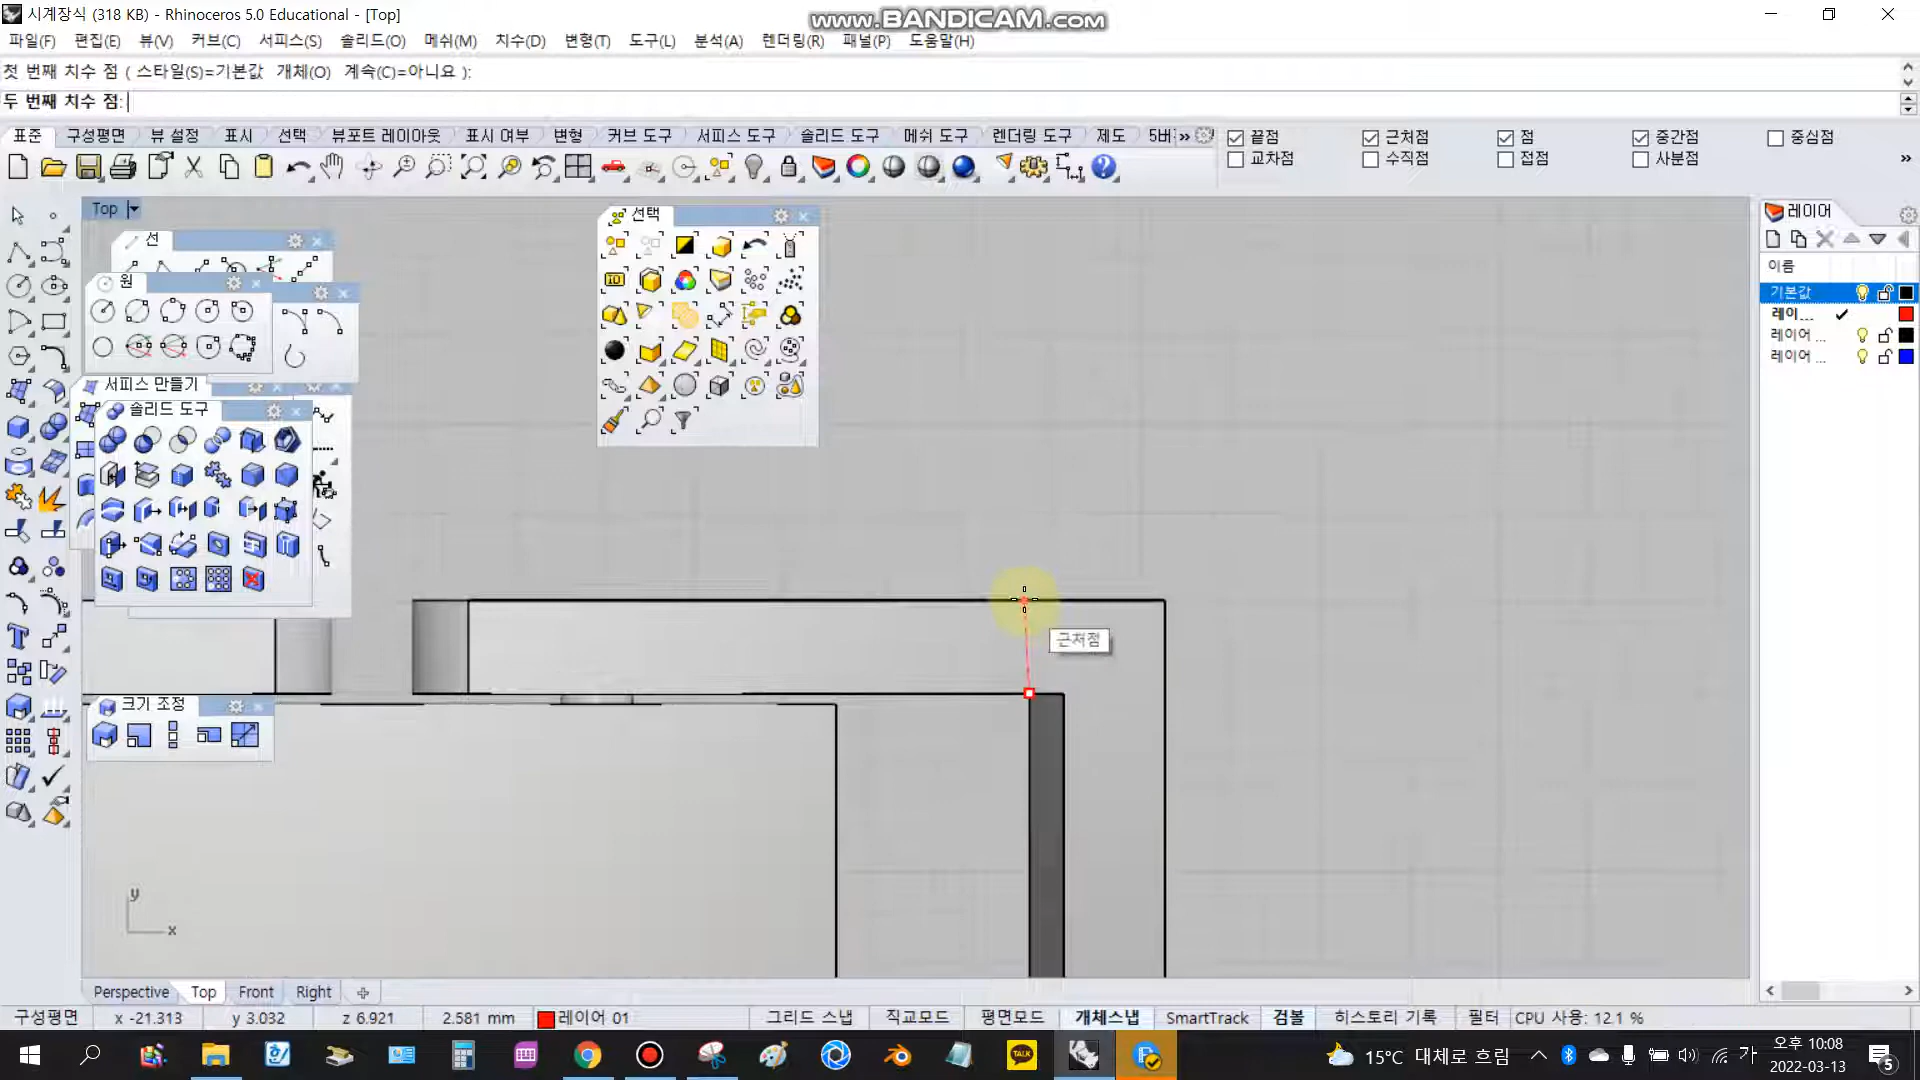 시계장식 (318 KB) - Rhinoceros 5.0 Educational - [Top]
www.BANDICAM.com
파일(F) 편집(E) 뷰(V) 커브(C) 서피스(S) 솔리드(O) 메쉬(M) 치수(D) 변형(T) 도구(L) 분석(A) 렌더링(R) 패널(P) 도움말(H)
첫 번째 치수 점 ( 스타일(S)=기본값 개체(O) 계속(C)=아니요 ):
두 번째 치수 점:
표준 구성평면 뷰 설정 표시 선택 뷰포트 레이아웃 표시 여부 변형 커브 도구 서피스 도구 솔리드 도구 메쉬 도구 렌더링 도구 제도 5버 »
끝점 근처점 점 중간점 중심점
교차점 수직점 접점 사분점 »
Top
선
원
서피스 만들기
솔리드 도구
선택
ID
레이어
이름
기본값
레이...
레이어 ...
레이어 ...
근처점
크기 조정
y
x
Perspective Top Front Right
구성평면 x -21.313 y 3.032 z 6.921 2.581 mm 레이어 01 그리드 스냅 직교모드 평면모드 개체스냅 SmartTrack 검볼 히스토리 기록 필터 CPU 사용: 12.1 %
TALK
15°C 대체로 흐림
가
오후 10:08
2022-03-13
5